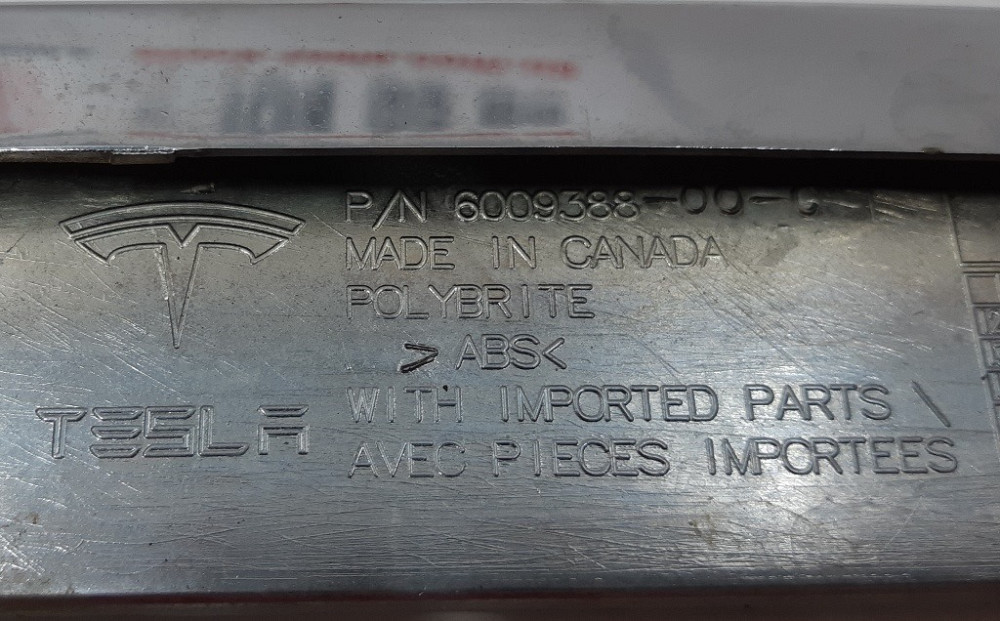 P/N 6009388-00-C
MADE IN CANADA
POLYBRITE
>ABS<
WITH IMPORTED PARTS \
AVEC PIECES IMPORTEES
TESLA